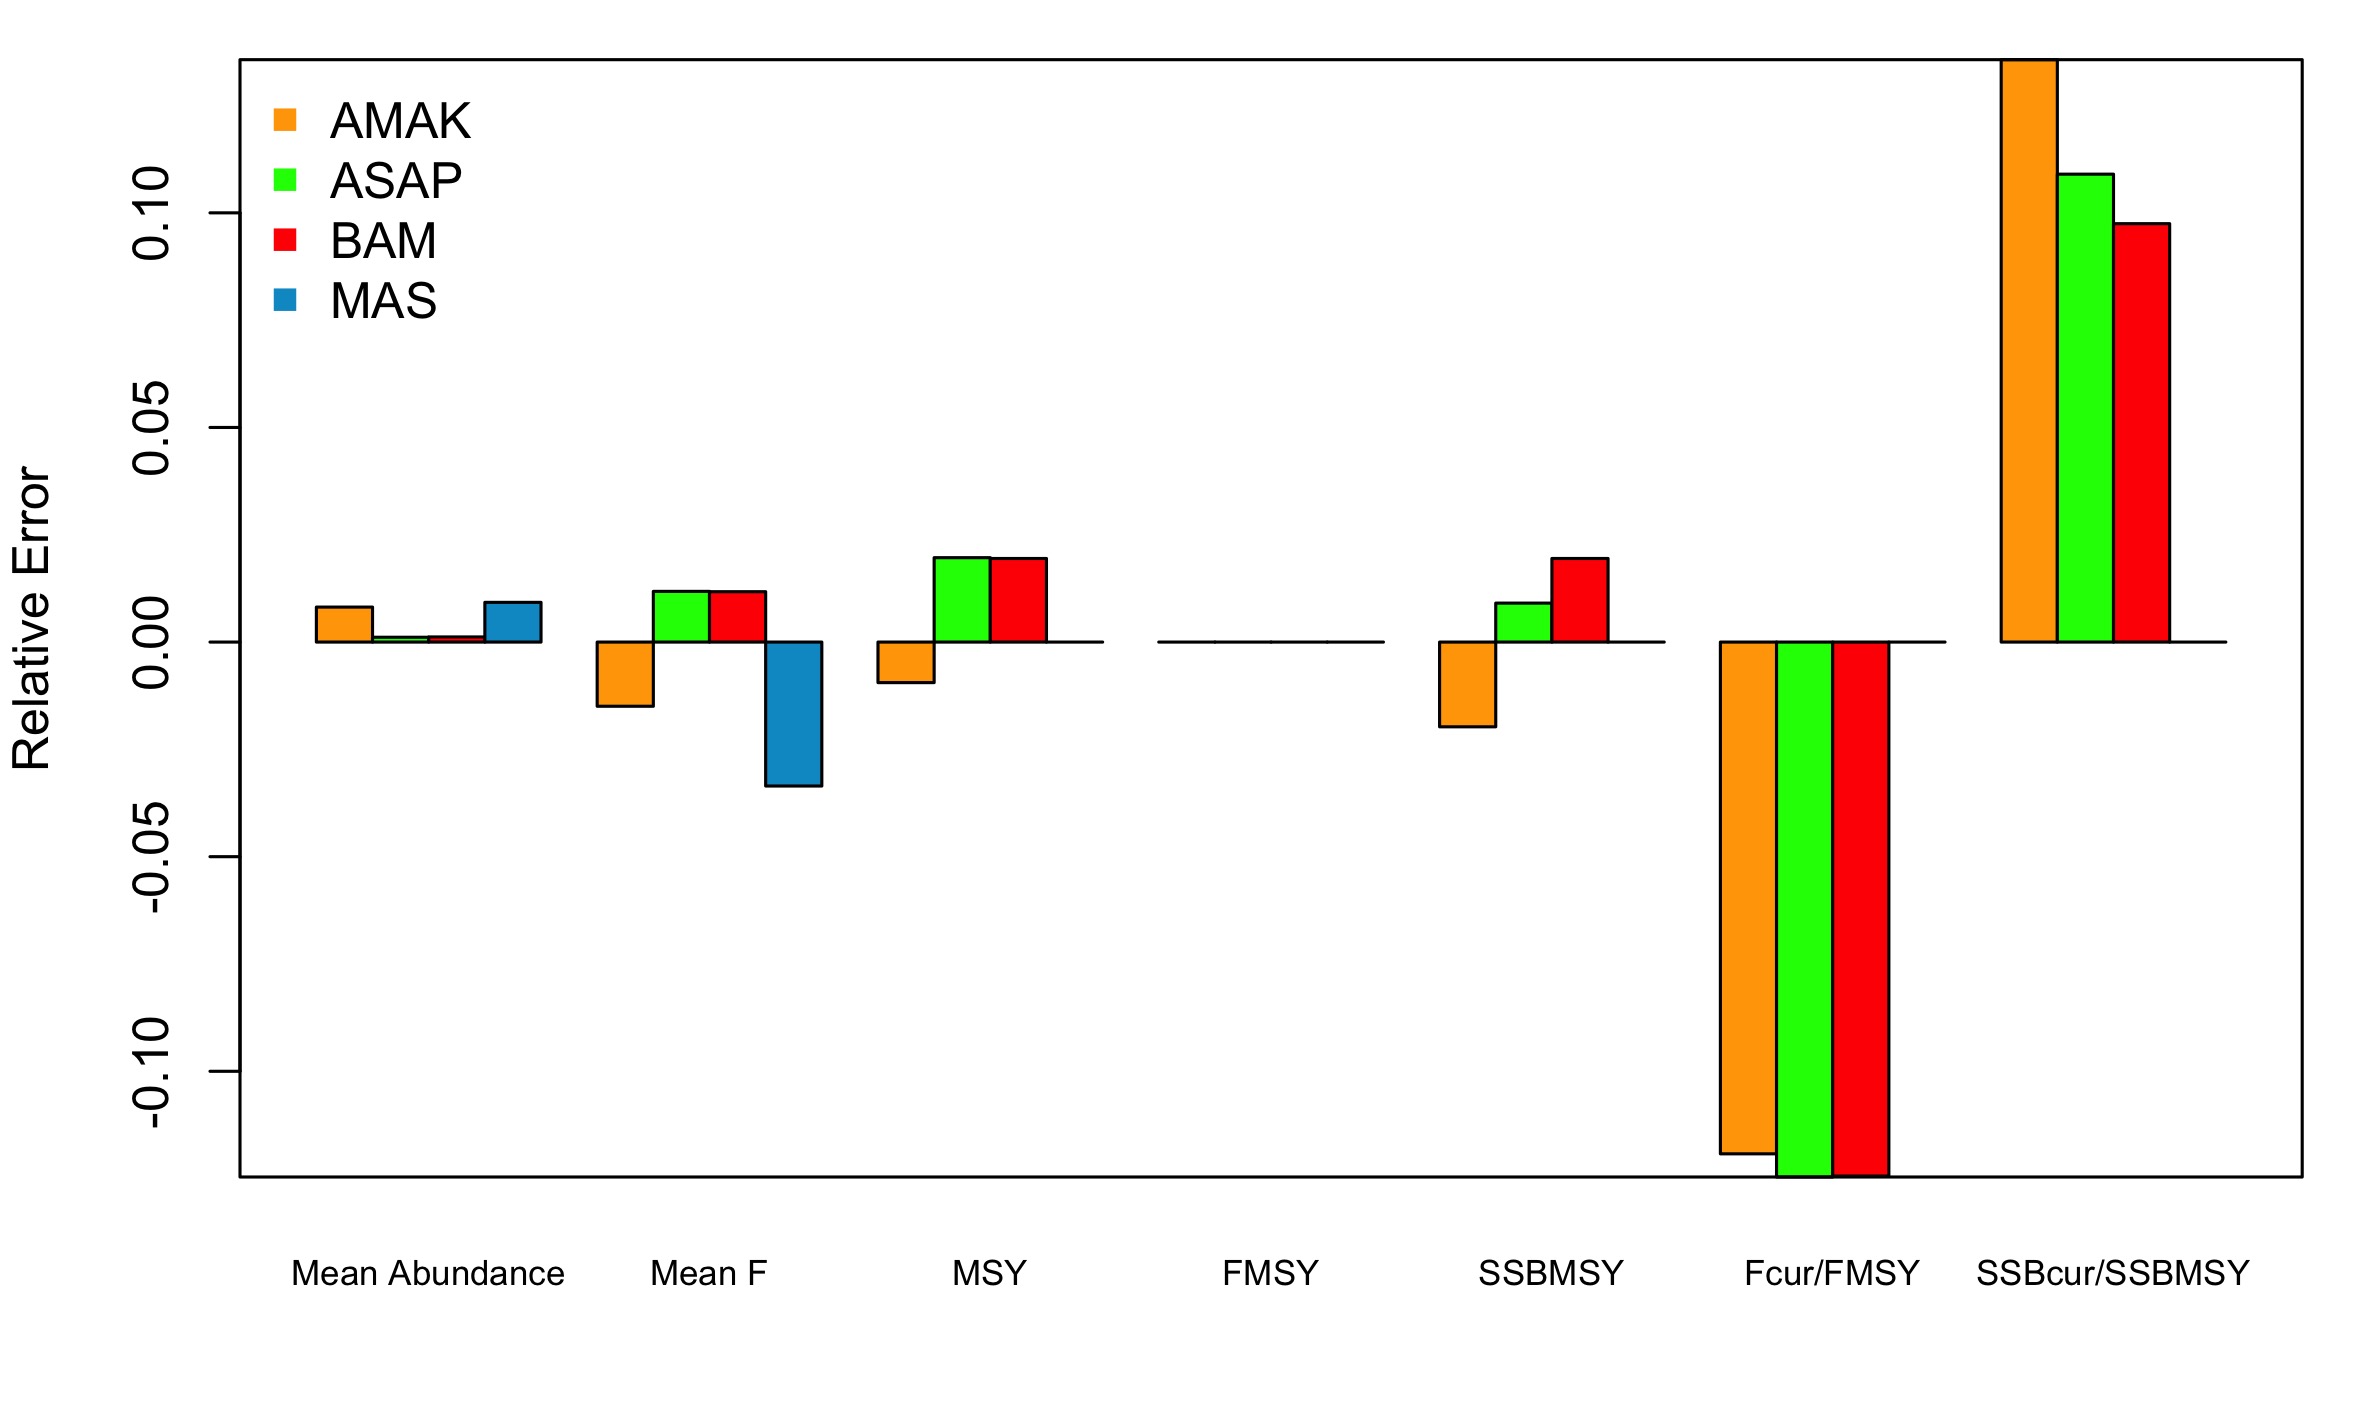 AMAK
ASAP
BAM
MAS
Relative Error
0.10
0.05
0.00
-0.05
-0.10
Mean Abundance Mean F MSY FMSY SSBMSY Fcur/FMSY SSBcur/SSBMSY